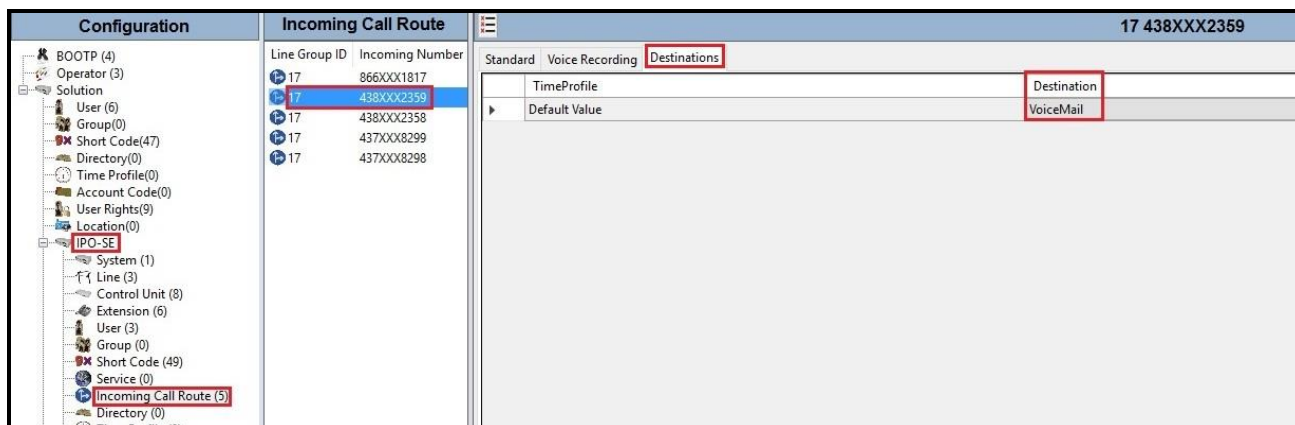 Configuration
BOOTP (4)
Operator (3)
Solution
User (6)
Group(0)
Short Code(47)
Directory(0)
Time Profile(0)
Account Code(0)
User Rights(9)
Location(0)
IPO-SE
System (1)
Line (3)
Control Unit (8)
Extension (6)
User (3)
Group (0)
Short Code (49)
Service (0)
Incoming Call Route (5)
Directory (0)
Incoming Call Route
Line Group ID Incoming Number
17 866XXX1817
17 438XXX2359
17 438XXX2358
17 437XXX8299
17 437XXX8298
17 438XXX2359
Standard Voice Recording Destinations
TimeProfile Destination
Default Value VoiceMail